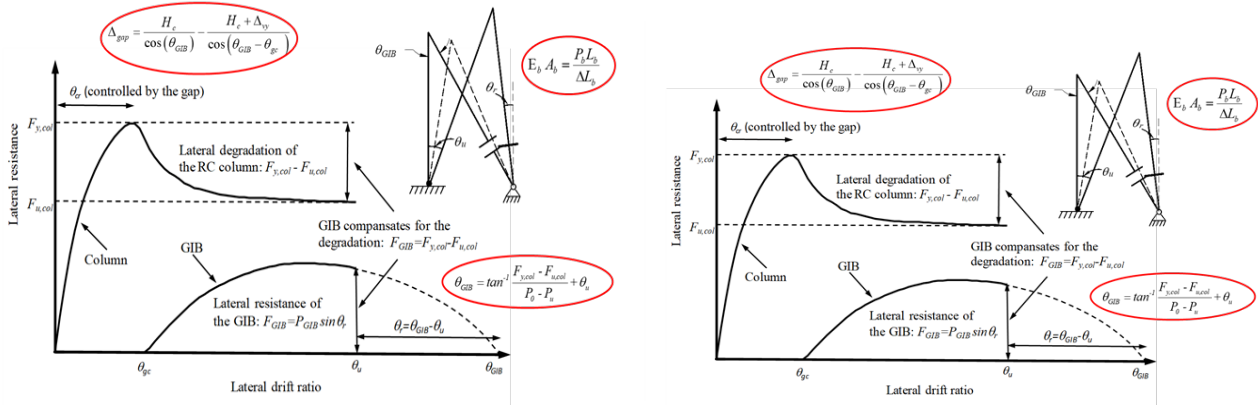 Δgap = Hc / cos(θGIB) - Hc + Δvy / cos(θGIB - θgc)
θGIB
Eb Ab = Pb Lb / ΔLb
θcr (controlled by the gap)
θr
Fy,col
Lateral degradation of
the RC column: Fy,col - Fu,col
θu
Fu,col
Lateral resistance
GIB compansates for the
degradation: FGIB=Fy,col-Fu,col
Column
GIB
θGIB = tan-1 Fy,col - Fu,col / P0 - Pu + θu
Lateral resistance of
the GIB: FGIB=PGIB sinθr
θr=θGIB-θu
θgc
θu
θGIB
Lateral drift ratio
Δgap = Hc / cos(θGIB) - Hc + Δvy / cos(θGIB - θgc)
θGIB
Eb Ab = Pb Lb / ΔLb
θcr (controlled by the gap)
θr
Fy,col
Lateral degradation of
the RC column: Fy,col - Fu,col
θu
Fu,col
Lateral resistance
GIB compansates for the
degradation: FGIB=Fy,col-Fu,col
Column
GIB
θGIB = tan-1 Fy,col - Fu,col / P0 - Pu + θu
Lateral resistance of
the GIB: FGIB=PGIB sinθr
θr=θGIB-θu
θgc
θu
θGIB
Lateral drift ratio